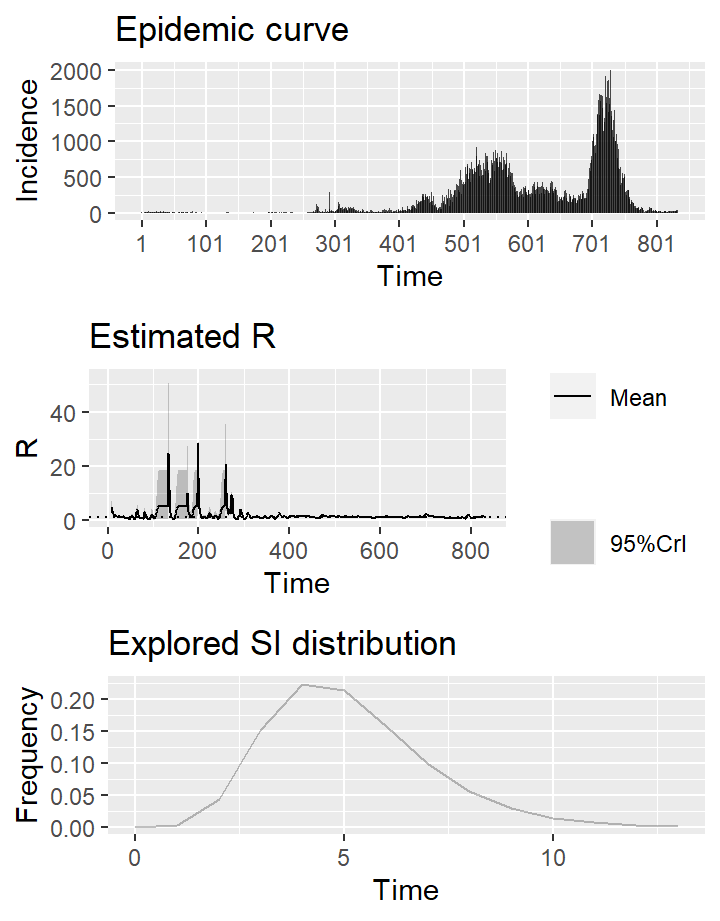 Epidemic curve
2000
1500
1000
500
0
Incidence
1 101 201 301 401 501 601 701 801
Time
Estimated R
40
20
0
R
0 200 400 600 800
Time
Mean
95%CrI
Explored SI distribution
0.20
0.15
0.10
0.05
0.00
Frequency
0 5 10
Time